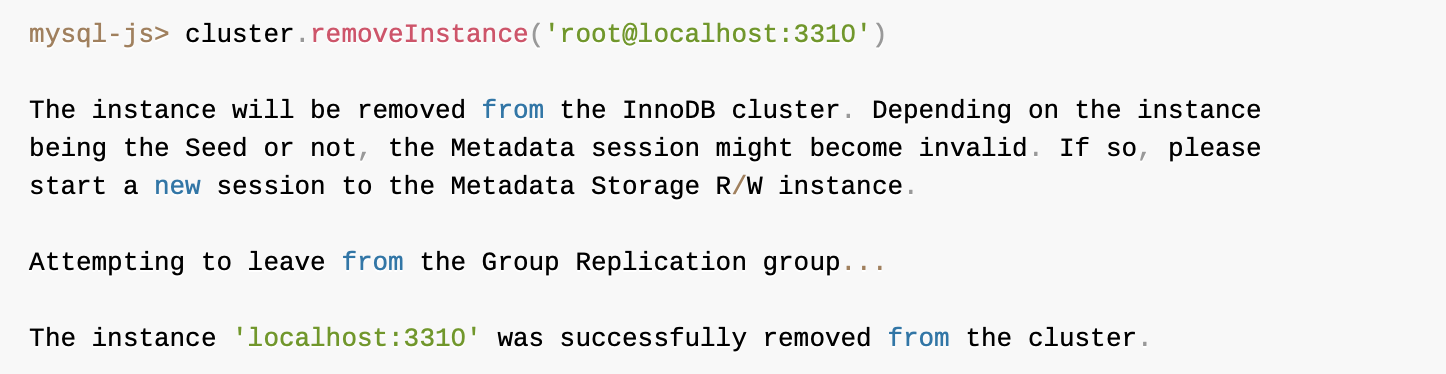 mysql-js> cluster.removeInstance('root@localhost:3310')
The instance will be removed from the InnoDB cluster. Depending on the instance
being the Seed or not, the Metadata session might become invalid. If so, please
start a new session to the Metadata Storage R/W instance.
Attempting to leave from the Group Replication group...
The instance 'localhost:3310' was successfully removed from the cluster.